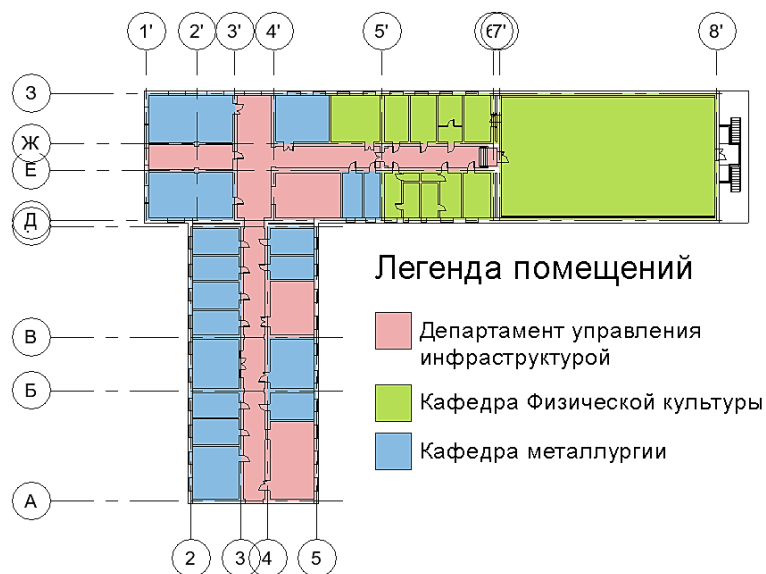 1' 2' 3' 4' 5' 7' 8'
З
Ж
Е
Д
Легенда помещений
Департамент управления
инфраструктурой
В
Кафедра Физической культуры
Б
Кафедра металлургии
А
2 3 4 5